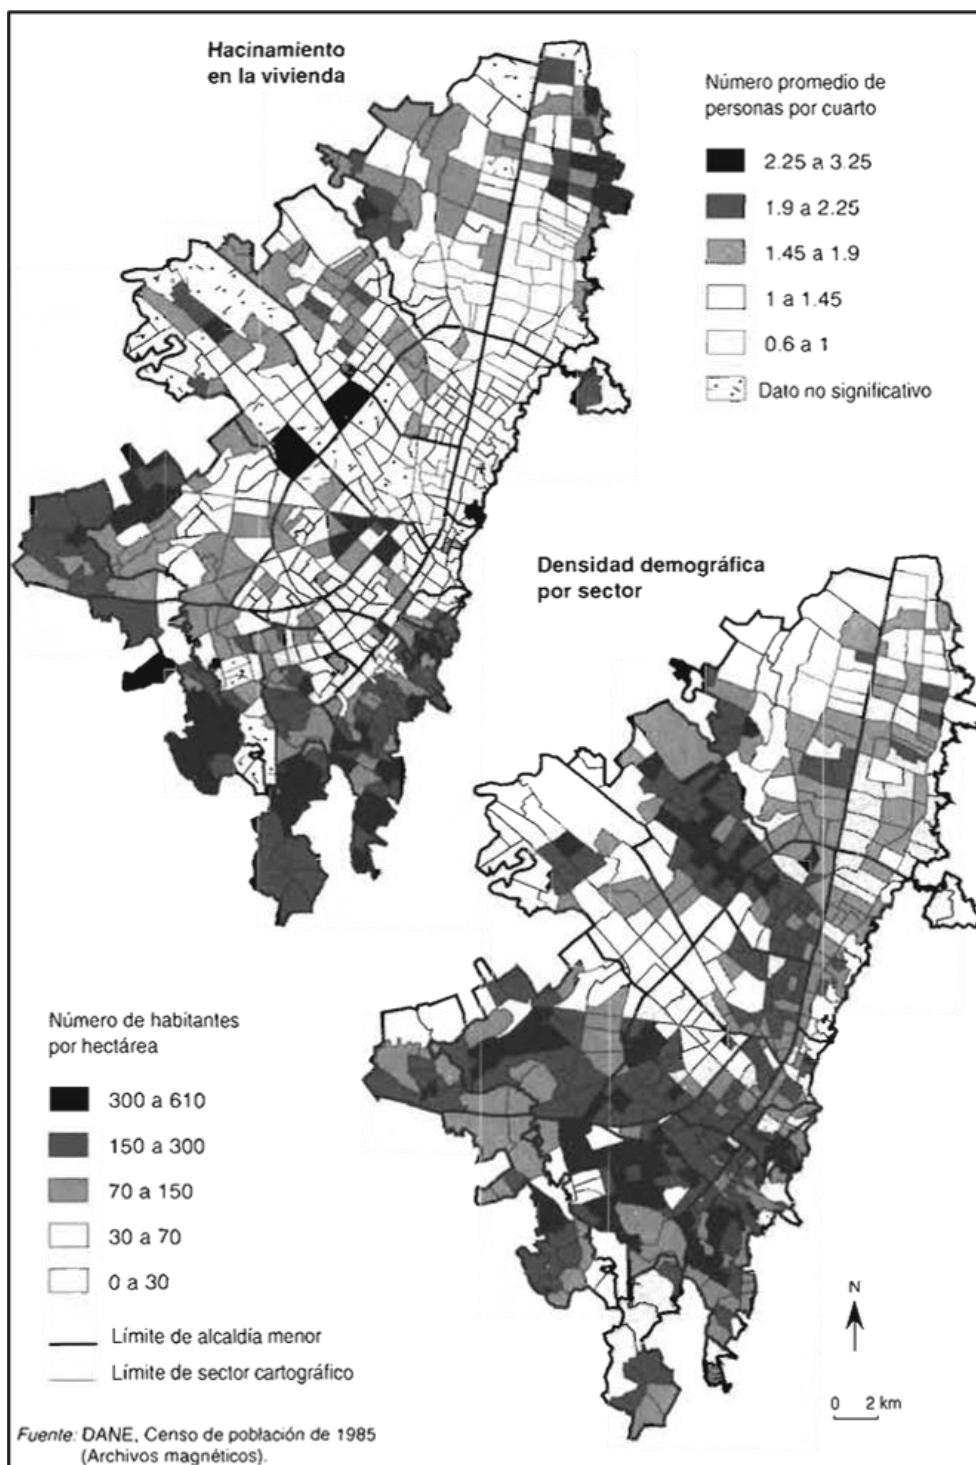 Hacinamiento
en la vivienda
Número promedio de
personas por cuarto
2.25 a 3.25
1.9 a 2.25
1.45 a 1.9
1 a 1.45
0.6 a 1
Dato no significativo
Densidad demográfica
por sector
Número de habitantes
por hectárea
300 a 610
150 a 300
70 a 150
30 a 70
0 a 30
Límite de alcaldía menor
Límite de sector cartográfico
N
0 2 km
Fuente: DANE, Censo de población de 1985
(Archivos magnéticos).